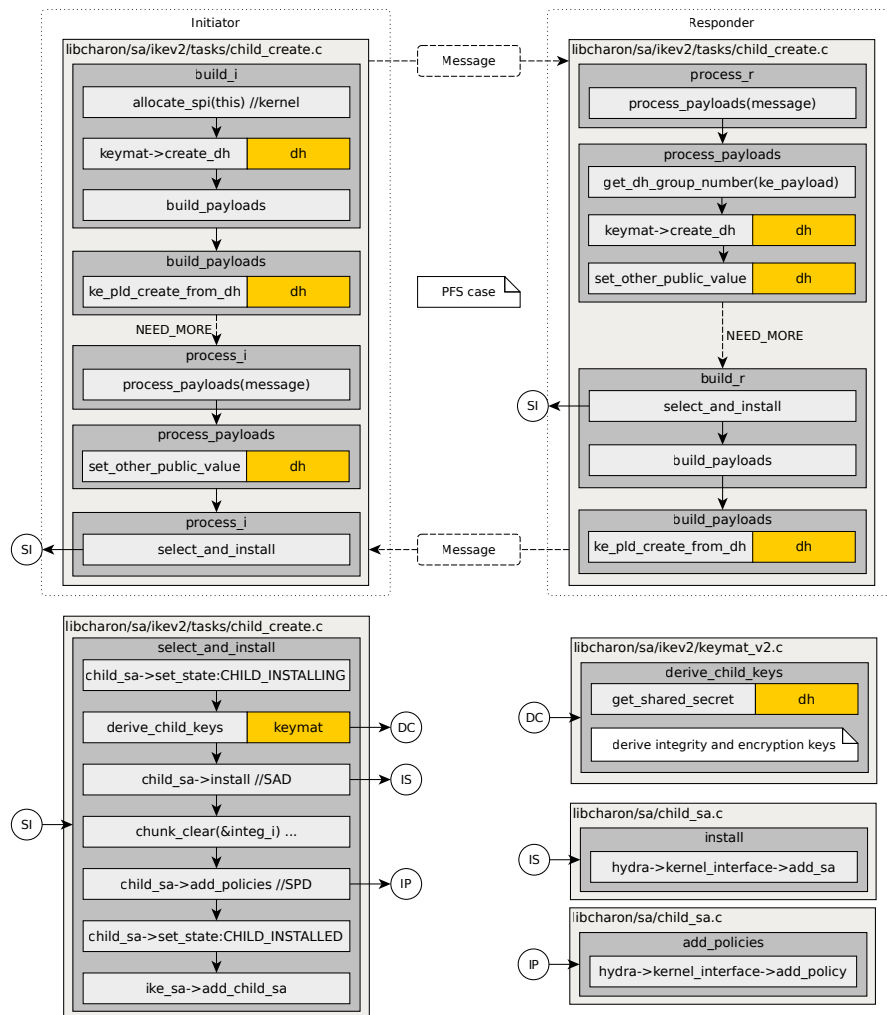 Initiator
libcharon/sa/ikev2/tasks/child_create.c
build_i
allocate_spi(this) //kernel
keymat->create_dh
dh
build_payloads
build_payloads
ke_pld_create_from_dh
dh
NEED_MORE
process_i
process_payloads(message)
process_payloads
set_other_public_value
dh
process_i
select_and_install
SI
Message
PFS case
Message
Responder
libcharon/sa/ikev2/tasks/child_create.c
process_r
process_payloads(message)
process_payloads
get_dh_group_number(ke_payload)
keymat->create_dh
dh
set_other_public_value
dh
NEED_MORE
build_r
select_and_install
SI
build_payloads
build_payloads
ke_pld_create_from_dh
dh
libcharon/sa/ikev2/tasks/child_create.c
select_and_install
child_sa->set_state:CHILD_INSTALLING
derive_child_keys
keymat
DC
child_sa->install //SAD
IS
SI
chunk_clear(&integ_i) ...
child_sa->add_policies //SPD
IP
child_sa->set_state:CHILD_INSTALLED
ike_sa->add_child_sa
libcharon/sa/ikev2/keymat_v2.c
derive_child_keys
get_shared_secret
dh
DC
derive integrity and encryption keys
libcharon/sa/child_sa.c
install
IS
hydra->kernel_interface->add_sa
libcharon/sa/child_sa.c
add_policies
IP
hydra->kernel_interface->add_policy